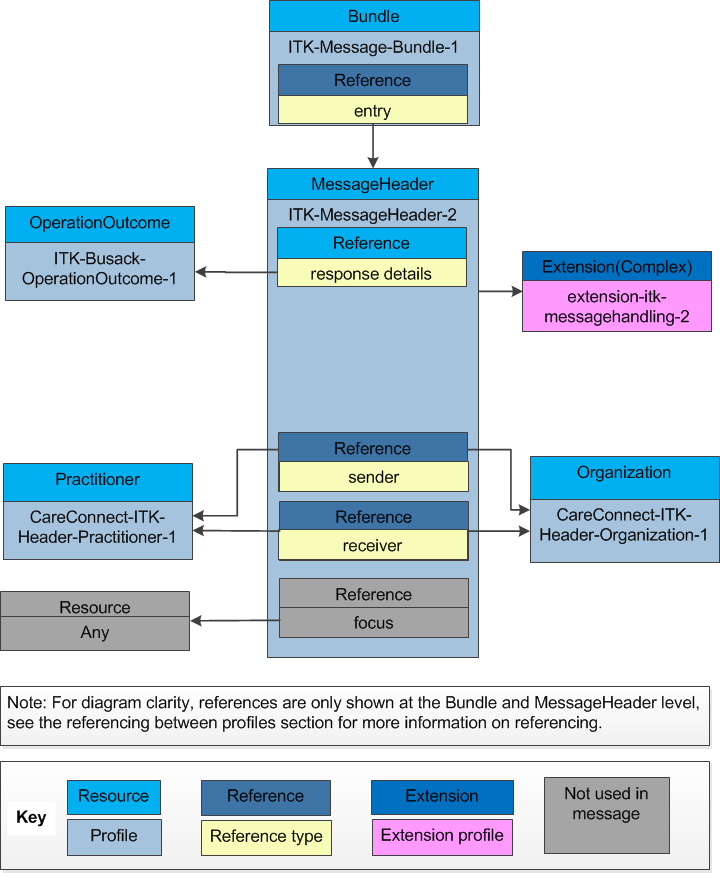 Bundle
ITK-Message-Bundle-1
Reference
entry
MessageHeader
ITK-MessageHeader-2
Reference
response details
OperationOutcome
ITK-Busack-
OperationOutcome-1
Extension(Complex)
extension-itk-
messagehandling-2
Reference
sender
Reference
receiver
Practitioner
CareConnect-ITK-
Header-Practitioner-1
Organization
CareConnect-ITK-
Header-Organization-1
Reference
focus
Resource
Any
Note: For diagram clarity, references are only shown at the Bundle and MessageHeader level,
see the referencing between profiles section for more information on referencing.
Key
Resource
Profile
Reference
Reference type
Extension
Extension profile
Not used in
message